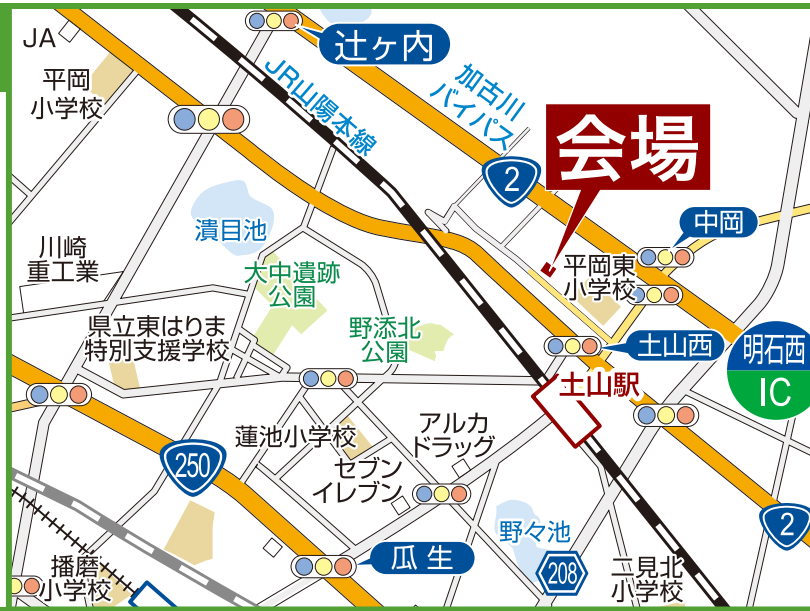 JA
辻ヶ内
平岡
小学校
JR山陽本線
加古川
バイパス
会場
2
中岡
潰目池
川崎
重工業
大中遺跡
公園
平岡東
小学校
県立東はりま
特別支援学校
野添北
公園
土山西
明石西
IC
土山駅
蓮池小学校
アルカ
ドラッグ
250
セブン
イレブン
野々池
2
瓜生
208
播磨
小学校
二見北
小学校